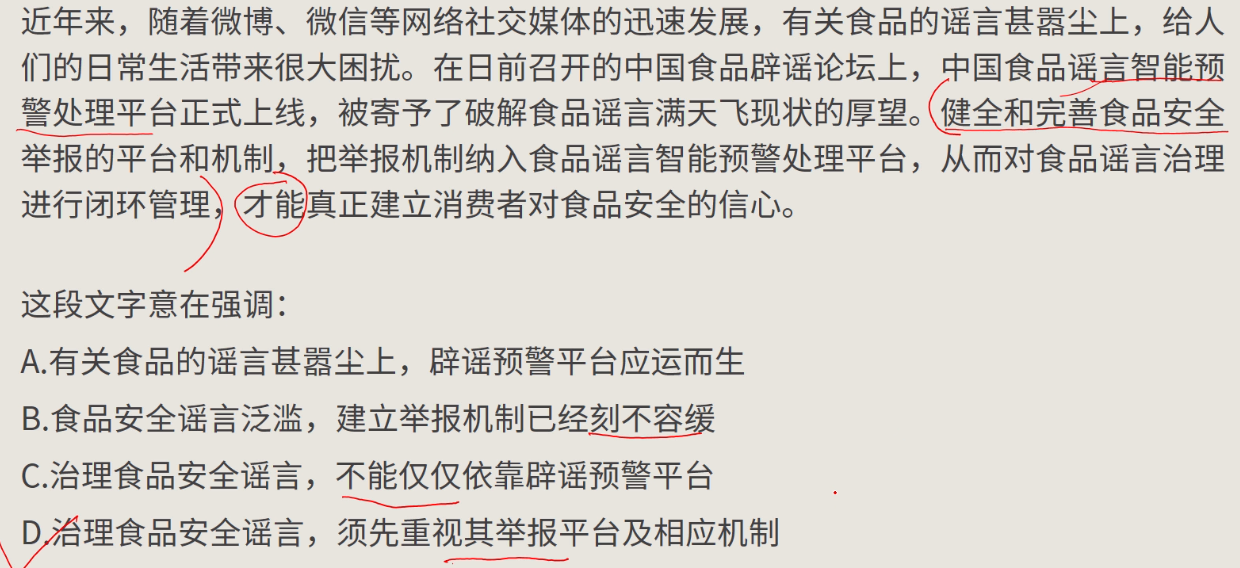 近年来，随着微博、微信等网络社交媒体的迅速发展，有关食品的谣言甚嚣尘上，给人
们的日常生活带来很大困扰。在日前召开的中国食品辟谣论坛上，中国食品谣言智能预
警处理平台正式上线，被寄予了破解食品谣言满天飞现状的厚望。健全和完善食品安全
举报的平台和机制，把举报机制纳入食品谣言智能预警处理平台，从而对食品谣言治理
进行闭环管理，才能真正建立消费者对食品安全的信心。
这段文字意在强调：
A.有关食品的谣言甚嚣尘上，辟谣预警平台应运而生
B.食品安全谣言泛滥，建立举报机制已经刻不容缓
C.治理食品安全谣言，不能仅仅依靠辟谣预警平台
D.治理食品安全谣言，须先重视其举报平台及相应机制